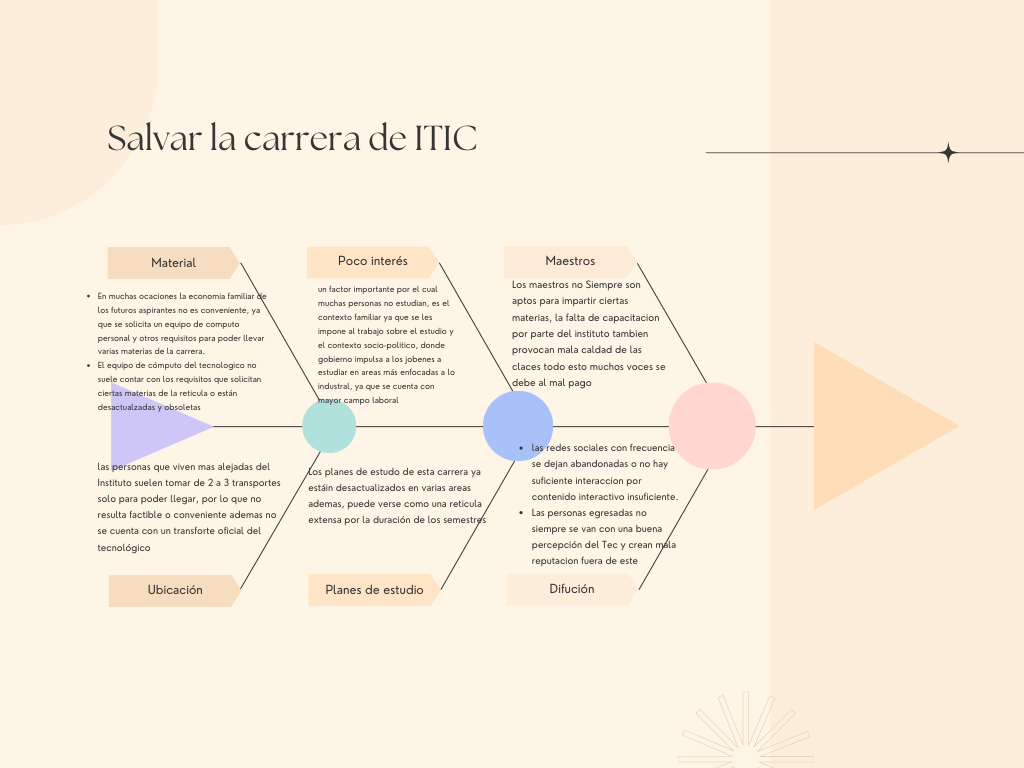 Salvar la carrera de ITIC
Material
• En muchas ocaciones la economia familiar de
los futuros aspirantes no es conveniente, ya
que se solicita un equipo de computo
personal y otros requisitos para poder llevar
varias materias de la carrera.
• El equipo de cómputo del tecnologico no
suele contar con los requisitos que solicitan
ciertas materias de la reticula o están
desactualizadas y obsoletas
Poco interés
un factor importante por el cual
muchas personas no estudian, es el
contexto familiar ya que se les
impone al trabajo sobre el estudio y
el contexto socio-politico, donde
gobierno impulsa a los jobenes a
estudiar en areas más enfocadas a lo
industral, ya que se cuenta con
mayor campo laboral
Maestros
Los maestros no Siempre son
aptos para impartir ciertas
materias, la falta de capacitacion
por parte del instituto tambien
provocan mala caldad de las
claces todo esto muchos voces se
debe al mal pago
las personas que viven mas alejadas del
Instituto suelen tomar de 2 a 3 transportes
solo para poder llegar, por lo que no
resulta factible o conveniente ademas no
se cuenta con un transforte oficial del
tecnológico
Ubicación
Los planes de estudo de esta carrera ya
estáin desactualizados en varias areas
ademas, puede verse como una reticula
extensa por la duración de los semestres
Planes de estudio
• las redes sociales con frecuencia
se dejan abandonadas o no hay
suficiente interaccion por
contenido interactivo insuficiente.
• Las personas egresadas no
siempre se van con una buena
percepción del Tec y crean mala
reputacion fuera de este
Difución